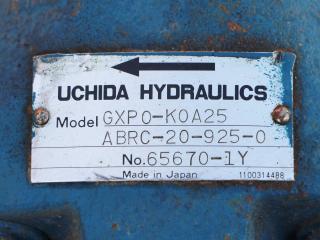 UCHIDA HYDRAULICS
Model GXP0-K0A25
ABRC-20-925-0
No.65670-1Y
Made in Japan 1100314488